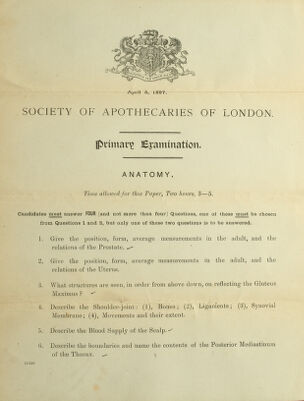 April 5, 1897.
SOCIETY OF APOTHECARIES OF LONDON.
Primary Examination.
ANATOMY.
Time allowed for this Paper, Two hours, 3—5.
Candidates must answer FOUR (and not more than four) Questions, one of these must be chosen
from Questions 1 and 2, but only one of these two questions is to be answered.
1. Give the position, form, average measurements in the adult, and the
relations of the Prostate.
2. Give the position, form, average measurements in the adult, and the
relations of the Uterus.
3. What structures are seen, in order from above down, on reflecting the Gluteus
Maximus?
4. Describe the Shoulder-joint: (1), Bones; (2), Ligaments; (3), Synovial
Membrane; (4), Movements and their extent.
5. Describe the Blood Supply of the Scalp.
6. Describe the boundaries and name the contents of the Posterior Mediastinum
of the Thorax.